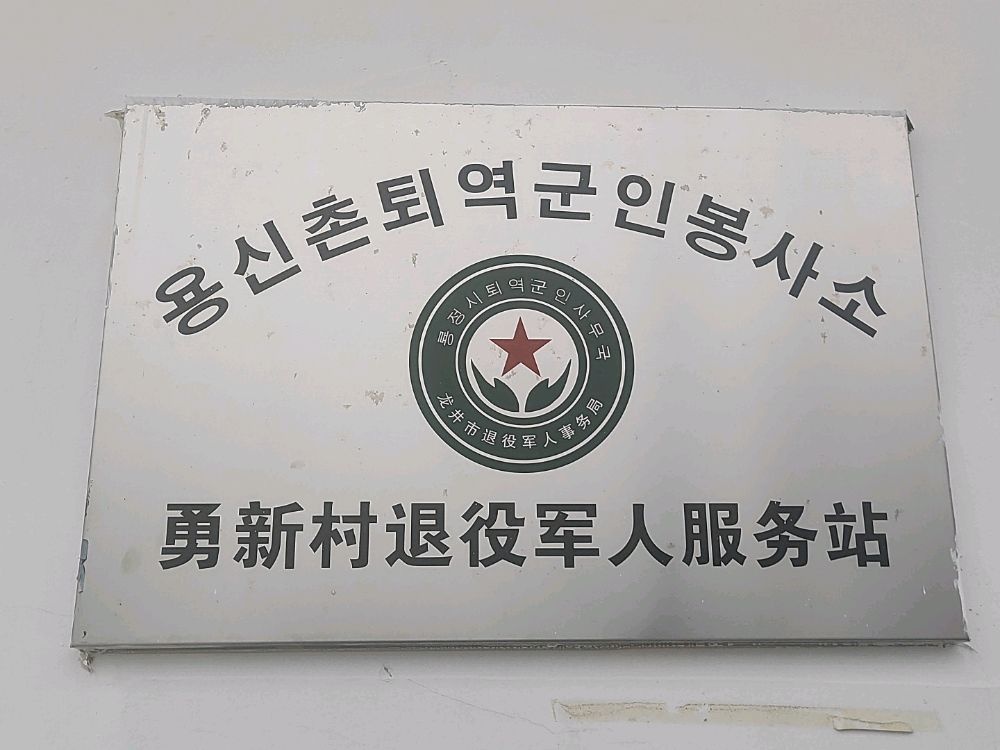 용신촌퇴역군인봉사소
룡정시퇴역군인사무국
龙井市退役军人事务局
勇新村退役军人服务站